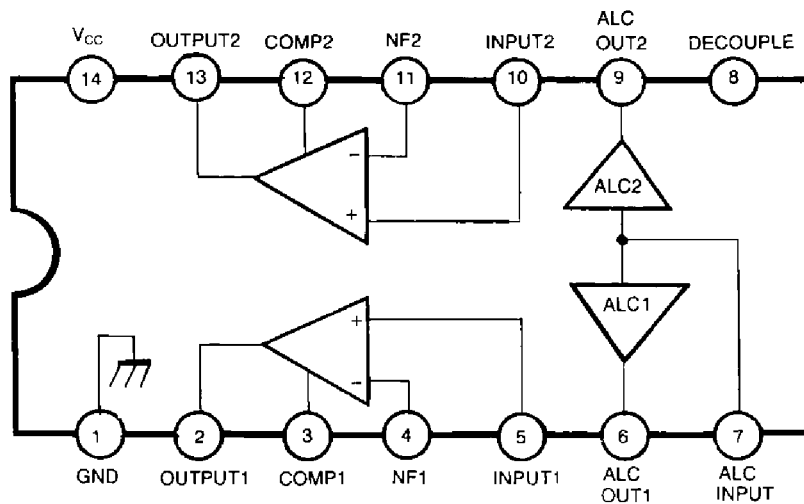 VCC OUTPUT2 COMP2 NF2 INPUT2 ALC OUT2 DECOUPLE
14 13 12 11 10 9 8
−
+
ALC2
ALC1
+
−
1 2 3 4 5 6 7
GND OUTPUT1 COMP1 NF1 INPUT1 ALC OUT1 ALC INPUT